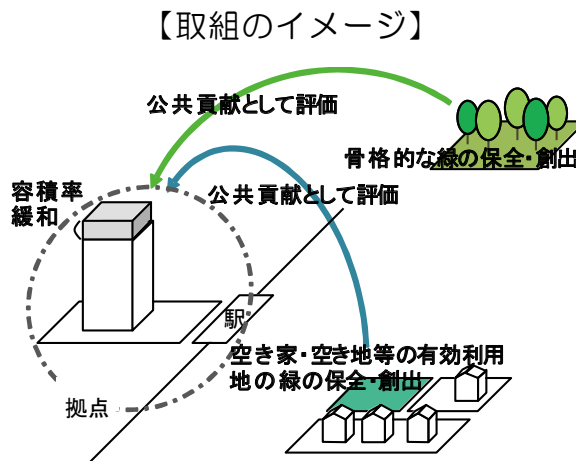 【取組のイメージ】
公共貢献として評価
骨格的な緑の保全・創出
容積率
緩和
公共貢献として評価
駅
空き家・空き地等の有効利用
地の緑の保全・創出
拠点